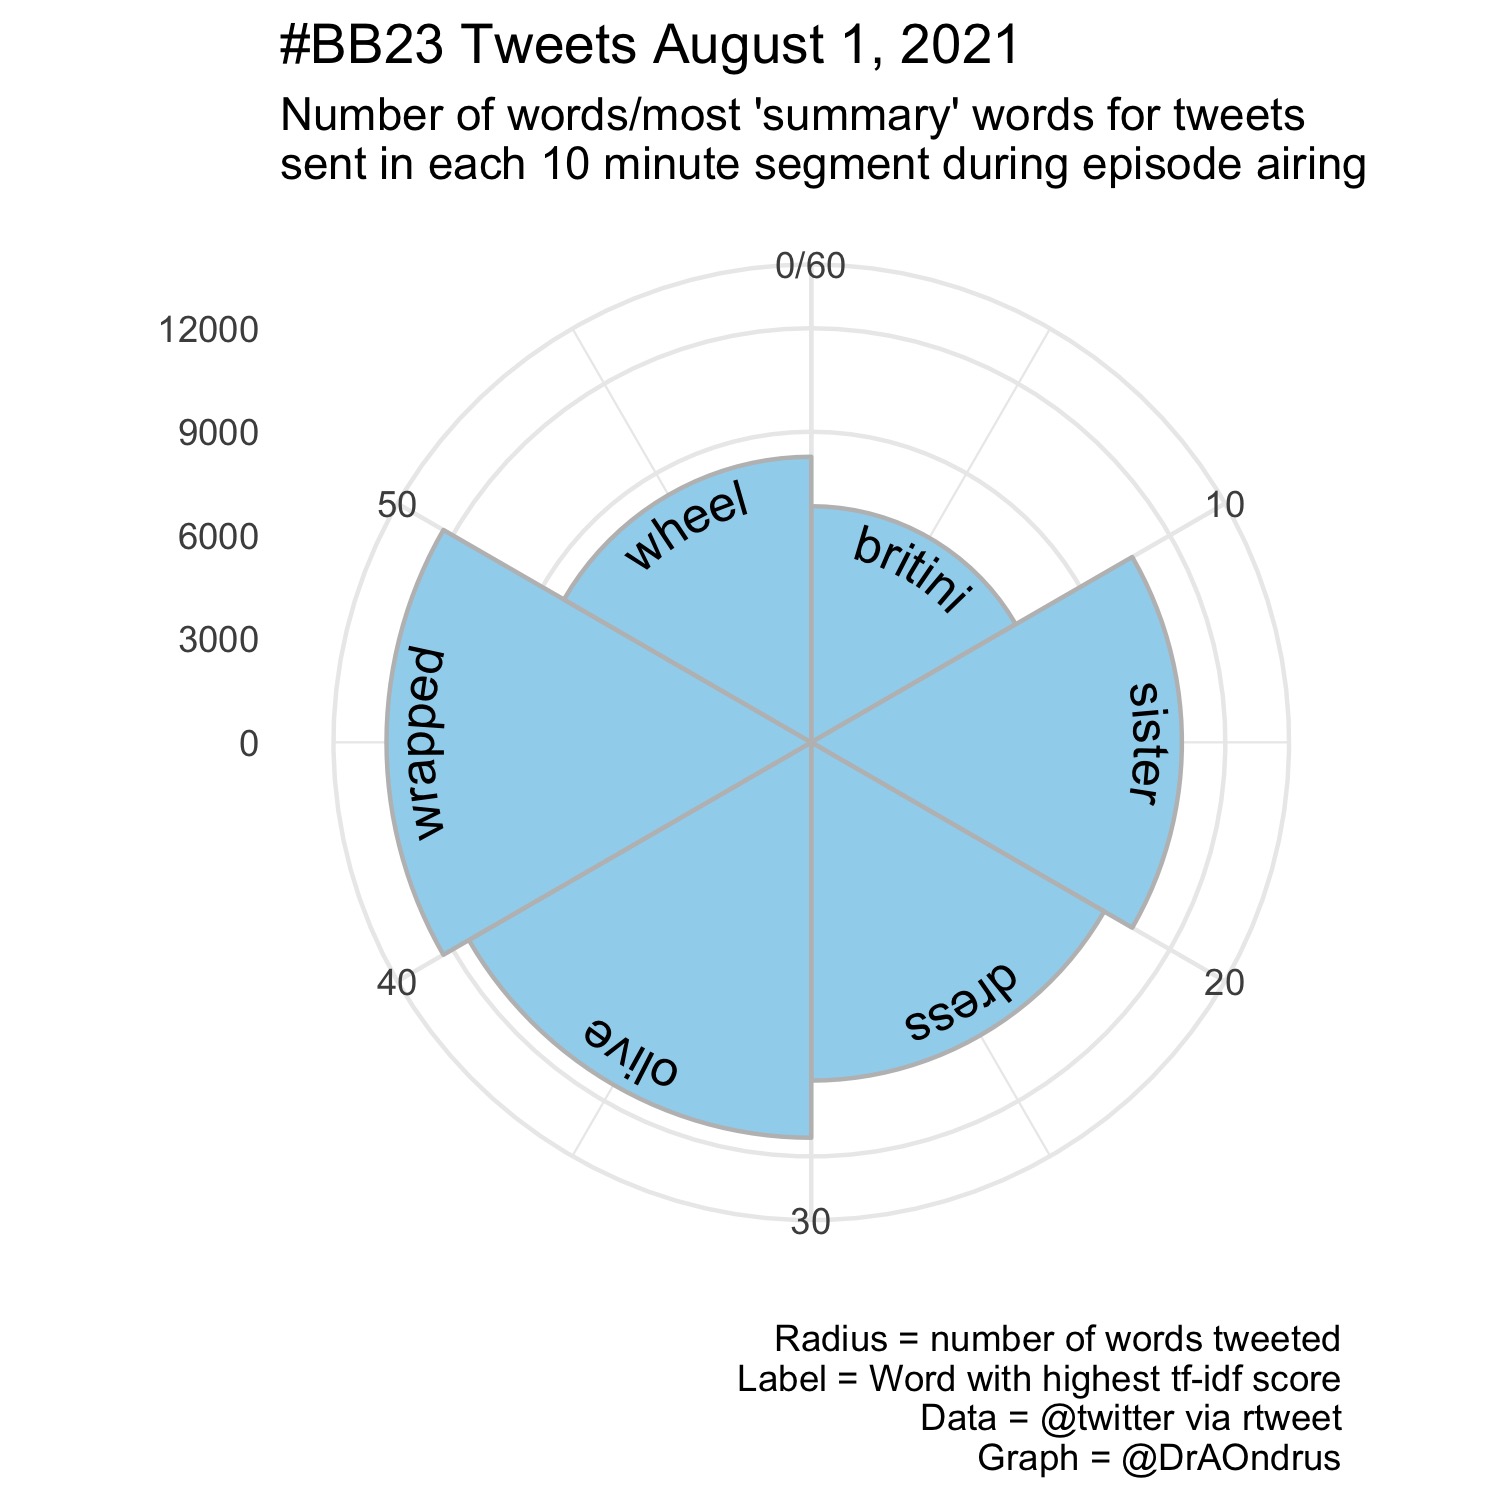 #BB23 Tweets August 1, 2021
Number of words/most 'summary' words for tweets
sent in each 10 minute segment during episode airing
0/60
10
20
30
40
50
12000
9000
6000
3000
0
britini
sister
dress
olive
wrapped
wheel
Radius = number of words tweeted
Label = Word with highest tf-idf score
Data = @twitter via rtweet
Graph = @DrAOndrus